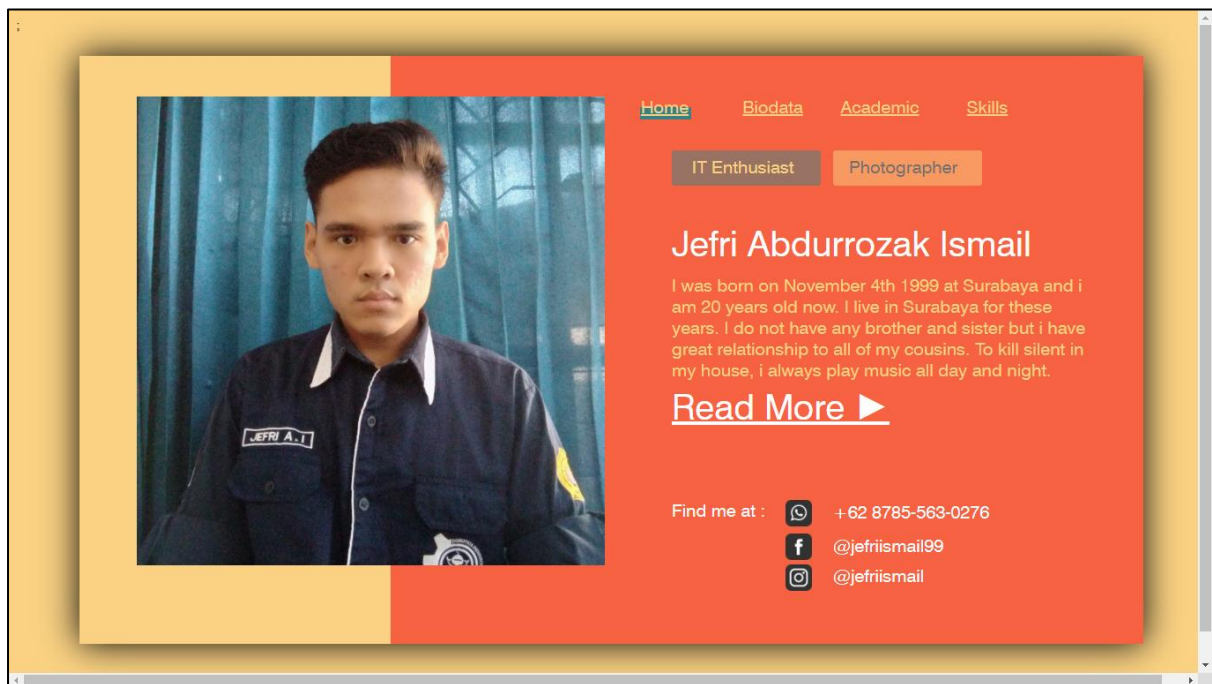 ;
Home Biodata Academic Skills
IT Enthusiast Photographer
Jefri Abdurrozak Ismail
I was born on November 4th 1999 at Surabaya and i
am 20 years old now. I live in Surabaya for these
years. I do not have any brother and sister but i have
great relationship to all of my cousins. To kill silent in
my house, i always play music all day and night.
Read More ▶
JEFRI A. I
Find me at : +62 8785-563-0276
@jefriismail99
@jefriismail